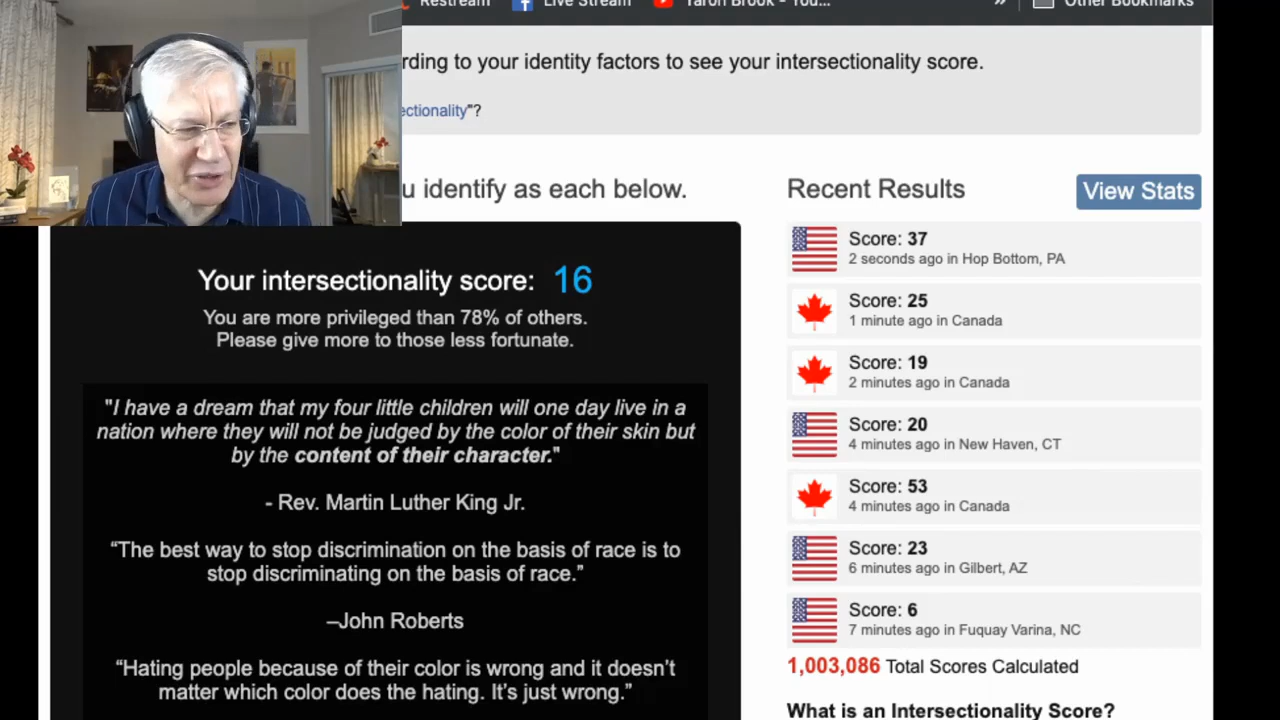 Restream
Live Stream
Yaron Brook - You...
»
Other Bookmarks
rding to your identity factors to see your intersectionality score.
ectionality"?
u identify as each below.
Recent Results
View Stats
Your intersectionality score: 16
You are more privileged than 78% of others.
Please give more to those less fortunate.
"I have a dream that my four little children will one day live in a
nation where they will not be judged by the color of their skin but
by the content of their character."
- Rev. Martin Luther King Jr.
“The best way to stop discrimination on the basis of race is to
stop discriminating on the basis of race.”
–John Roberts
“Hating people because of their color is wrong and it doesn’t
matter which color does the hating. It’s just wrong.”
Score: 37
2 seconds ago in Hop Bottom, PA
Score: 25
1 minute ago in Canada
Score: 19
2 minutes ago in Canada
Score: 20
4 minutes ago in New Haven, CT
Score: 53
4 minutes ago in Canada
Score: 23
6 minutes ago in Gilbert, AZ
Score: 6
7 minutes ago in Fuquay Varina, NC
1,003,086 Total Scores Calculated
What is an Intersectionality Score?